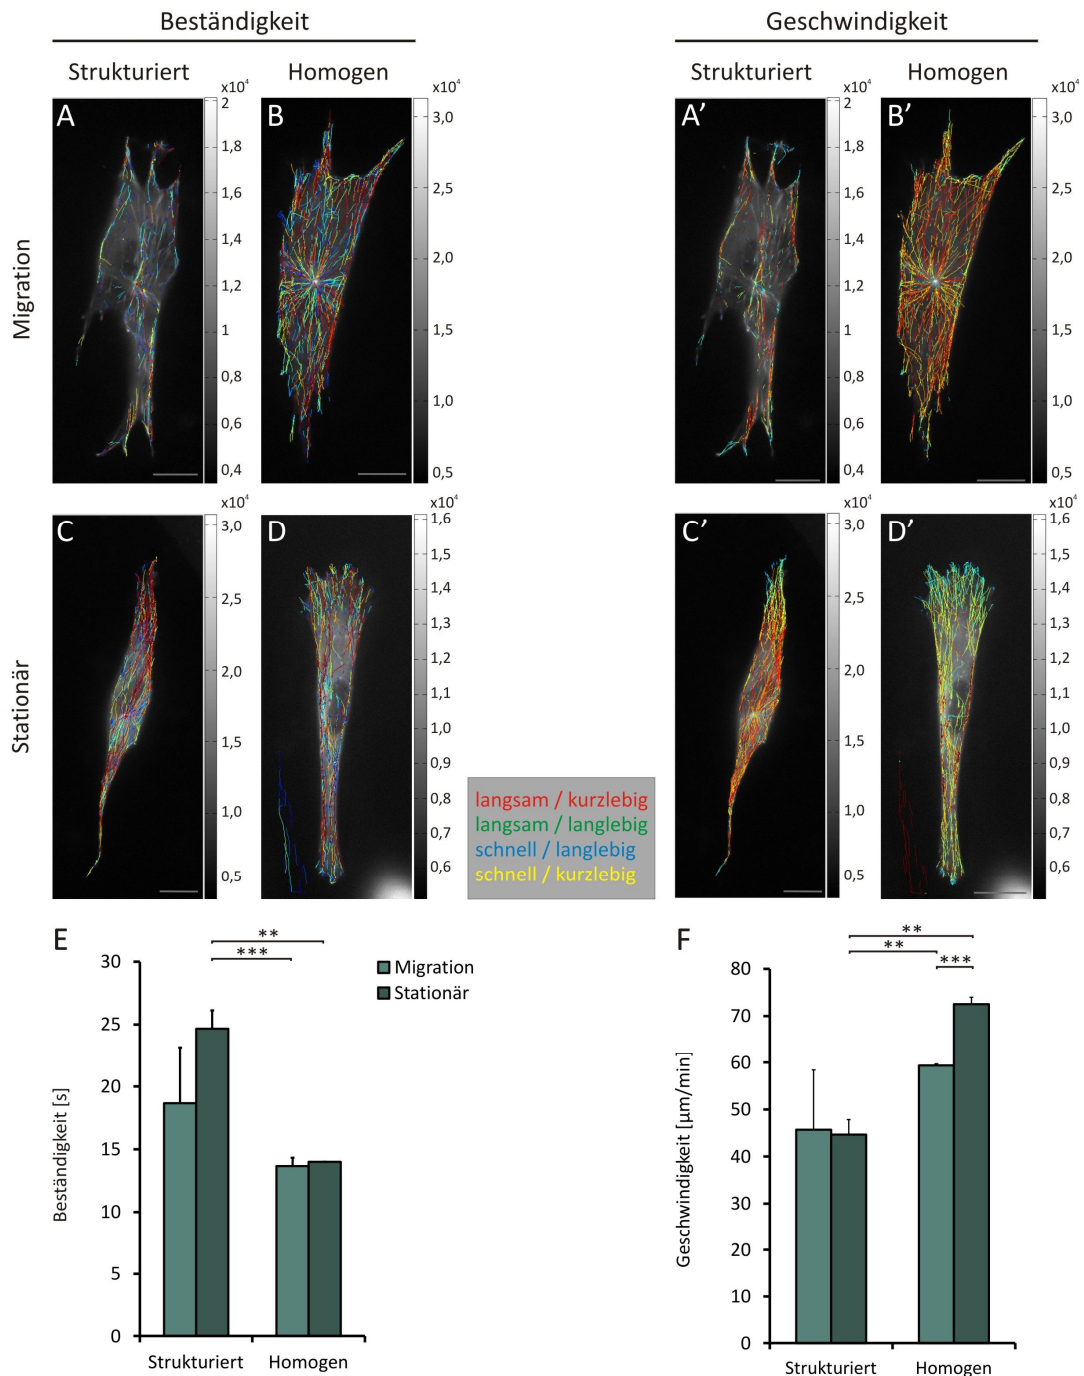 Beständigkeit
Geschwindigkeit
Strukturiert
Homogen
Strukturiert
Homogen
Migration
A
x10⁴
2
1,8
1,6
1,4
1,2
1
0,8
0,6
0,4
B
x10⁴
3,0
2,5
2,0
1,5
1,0
0,5
A’
x10⁴
2
1,8
1,6
1,4
1,2
1
0,8
0,6
0,4
B’
x10⁴
3,0
2,5
2,0
1,5
1,0
0,5
Stationär
C
x10⁴
3,0
2,5
2,0
1,5
1,0
0,5
D
x10⁴
1,6
1,5
1,4
1,3
1,2
1,1
1,0
0,9
0,8
0,7
0,6
C’
x10⁴
3,0
2,5
2,0
1,5
1,0
0,5
D’
x10⁴
1,6
1,5
1,4
1,3
1,2
1,1
1,0
0,9
0,8
0,7
0,6
langsam / kurzlebig
langsam / langlebig
schnell / langlebig
schnell / kurzlebig
E
**
***
Migration
Stationär
Beständigkeit [s]
30
25
20
15
10
5
0
Strukturiert
Homogen
F
**
**
***
Geschwindigkeit [µm/min]
80
70
60
50
40
30
20
10
0
Strukturiert
Homogen